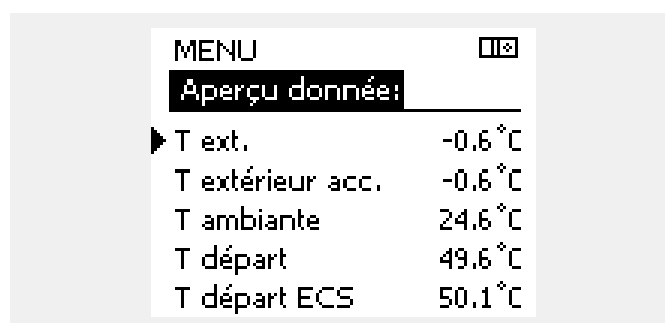 MENU
Aperçu donnée:
T ext. -0.6°C
T extérieur acc. -0.6°C
T ambiante 24.6°C
T départ 49.6°C
T départ ECS 50.1°C